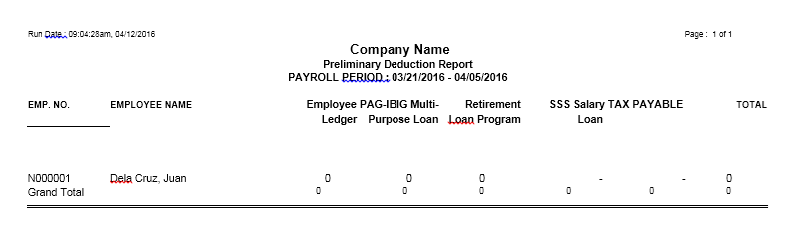 Run Date : 09:04:28am, 04/12/2016 Page : 1 of 1
Company Name
Preliminary Deduction Report
PAYROLL PERIOD : 03/21/2016 - 04/05/2016
EMP. NO. EMPLOYEE NAME Employee PAG-IBIG Multi- Retirement SSS Salary TAX PAYABLE TOTAL
Ledger Purpose Loan Loan Program Loan
N000001 Dela Cruz, Juan 0 0 0 - - 0
Grand Total 0 0 0 0 0 0